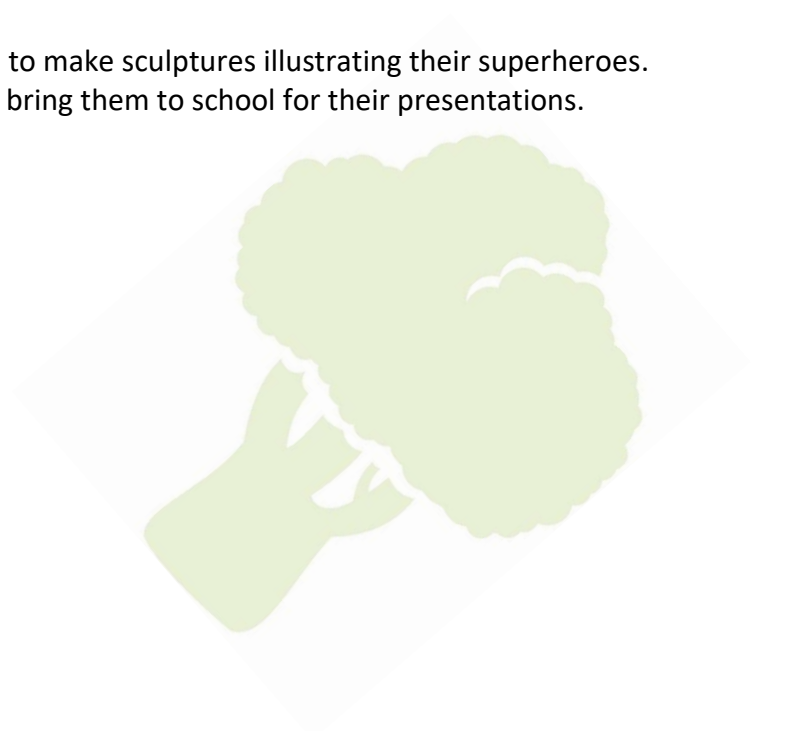 to make sculptures illustrating their superheroes.
bring them to school for their presentations.